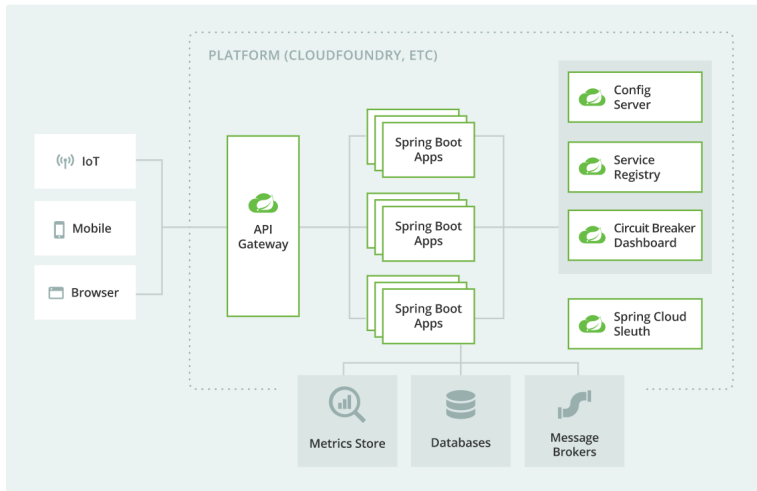 PLATFORM (CLOUDFOUNDRY, ETC)
IoT
Mobile
Browser
API
Gateway
Spring Boot
Apps
Spring Boot
Apps
Spring Boot
Apps
Config
Server
Service
Registry
Circuit Breaker
Dashboard
Spring Cloud
Sleuth
Metrics Store
Databases
Message
Brokers